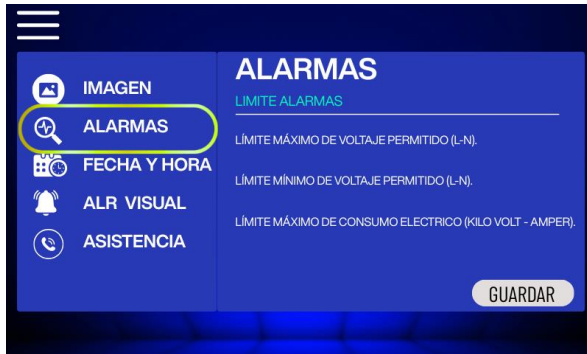 IMAGEN
ALARMAS
FECHA Y HORA
ALR VISUAL
ASISTENCIA
ALARMAS
LIMITE ALARMAS
LÍMITE MÁXIMO DE VOLTAJE PERMITIDO (L-N).
LÍMITE MÍNIMO DE VOLTAJE PERMITIDO (L-N).
LÍMITE MÁXIMO DE CONSUMO ELECTRICO (KILO VOLT - AMPER).
GUARDAR